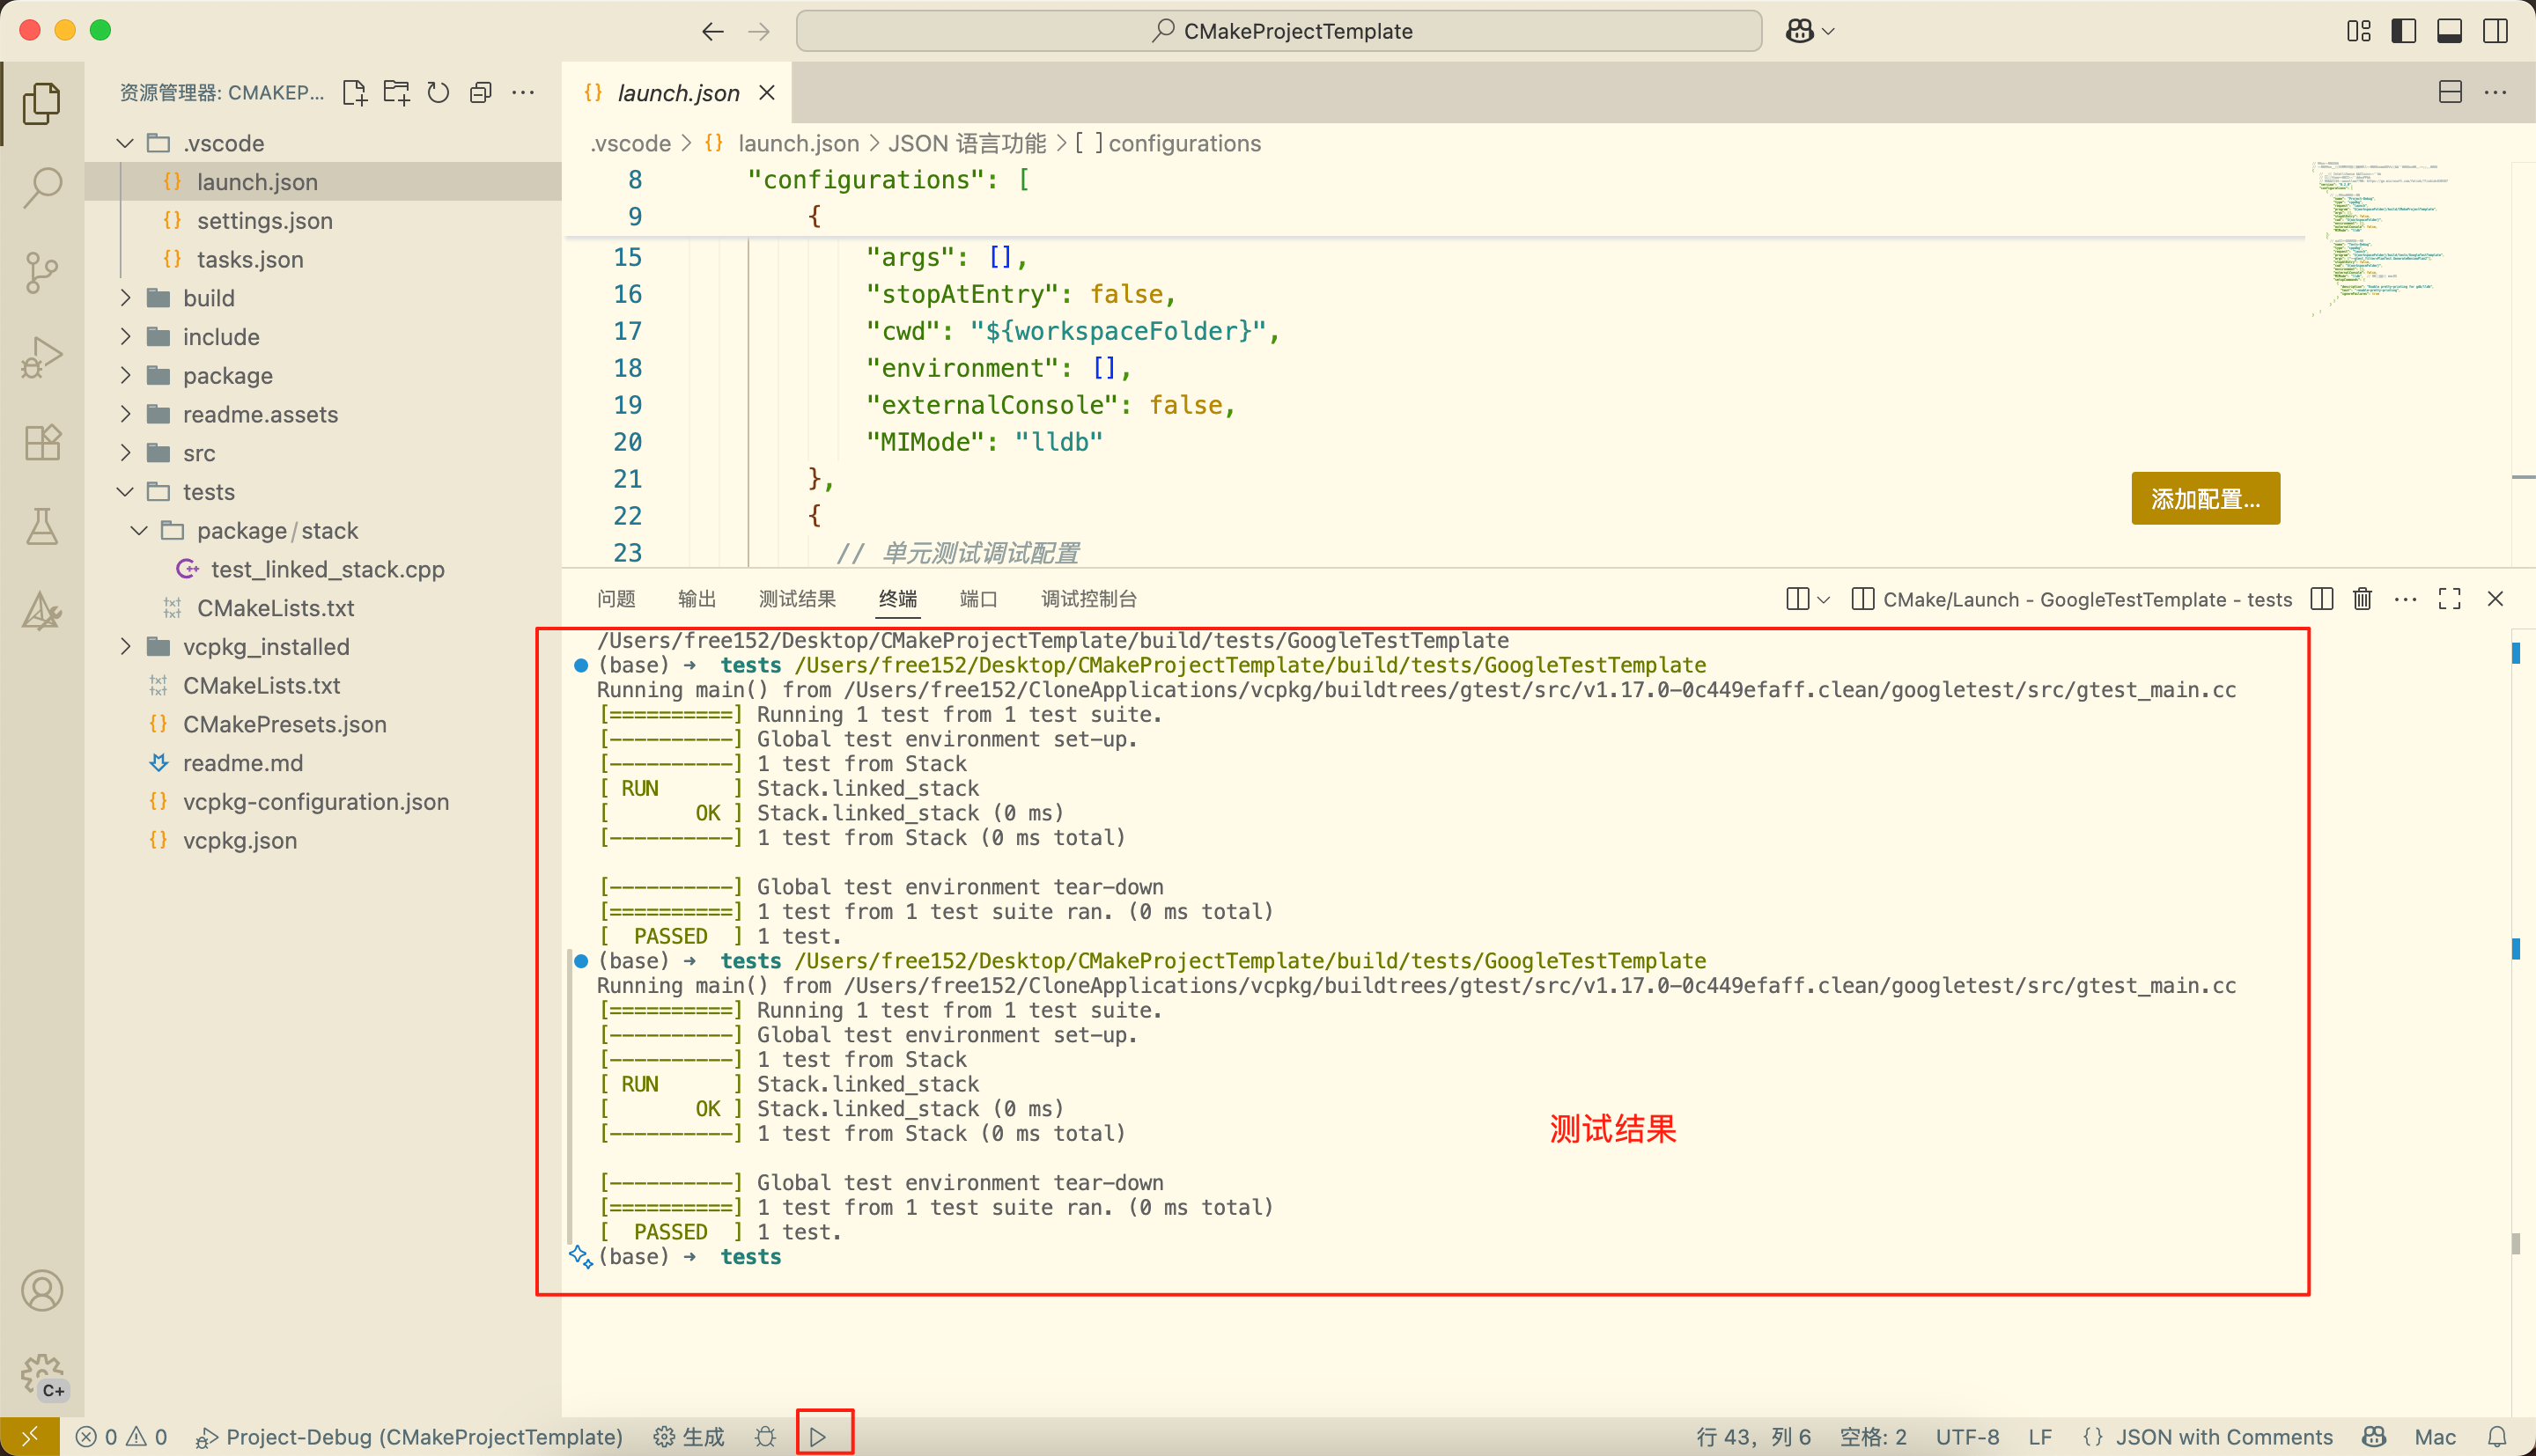 CMakeProjectTemplate
资源管理器: CMAKEP...
.vscode
launch.json
settings.json
tasks.json
build
include
package
readme.assets
src
tests
package / stack
test_linked_stack.cpp
CMakeLists.txt
vcpkg_installed
CMakeLists.txt
CMakePresets.json
readme.md
vcpkg-configuration.json
vcpkg.json
C+
launch.json
.vscode > {} launch.json > JSON 语言功能 > [ ] configurations
8 "configurations": [
9 {
15 "args": [],
16 "stopAtEntry": false,
17 "cwd": "${workspaceFolder}",
18 "environment": [],
19 "externalConsole": false,
20 "MIMode": "lldb"
21 },
22 {
23 // 单元测试调试配置
添加配置...
问题 输出 测试结果 终端 端口 调试控制台
CMake/Launch - GoogleTestTemplate - tests
/Users/free152/Desktop/CMakeProjectTemplate/build/tests/GoogleTestTemplate
(base) ➜ tests /Users/free152/Desktop/CMakeProjectTemplate/build/tests/GoogleTestTemplate
Running main() from /Users/free152/CloneApplications/vcpkg/buildtrees/gtest/src/v1.17.0-0c449efaff.clean/googletest/src/gtest_main.cc
[==========] Running 1 test from 1 test suite.
[----------] Global test environment set-up.
[----------] 1 test from Stack
[ RUN      ] Stack.linked_stack
[       OK ] Stack.linked_stack (0 ms)
[----------] 1 test from Stack (0 ms total)
[----------] Global test environment tear-down
[==========] 1 test from 1 test suite ran. (0 ms total)
[  PASSED  ] 1 test.
(base) ➜ tests /Users/free152/Desktop/CMakeProjectTemplate/build/tests/GoogleTestTemplate
Running main() from /Users/free152/CloneApplications/vcpkg/buildtrees/gtest/src/v1.17.0-0c449efaff.clean/googletest/src/gtest_main.cc
[==========] Running 1 test from 1 test suite.
[----------] Global test environment set-up.
[----------] 1 test from Stack
[ RUN      ] Stack.linked_stack
[       OK ] Stack.linked_stack (0 ms)
[----------] 1 test from Stack (0 ms total)
[----------] Global test environment tear-down
[==========] 1 test from 1 test suite ran. (0 ms total)
[  PASSED  ] 1 test.
(base) ➜ tests
测试结果
0 0 Project-Debug (CMakeProjectTemplate) 生成
行 43，列 6 空格: 2 UTF-8 LF {} JSON with Comments Mac